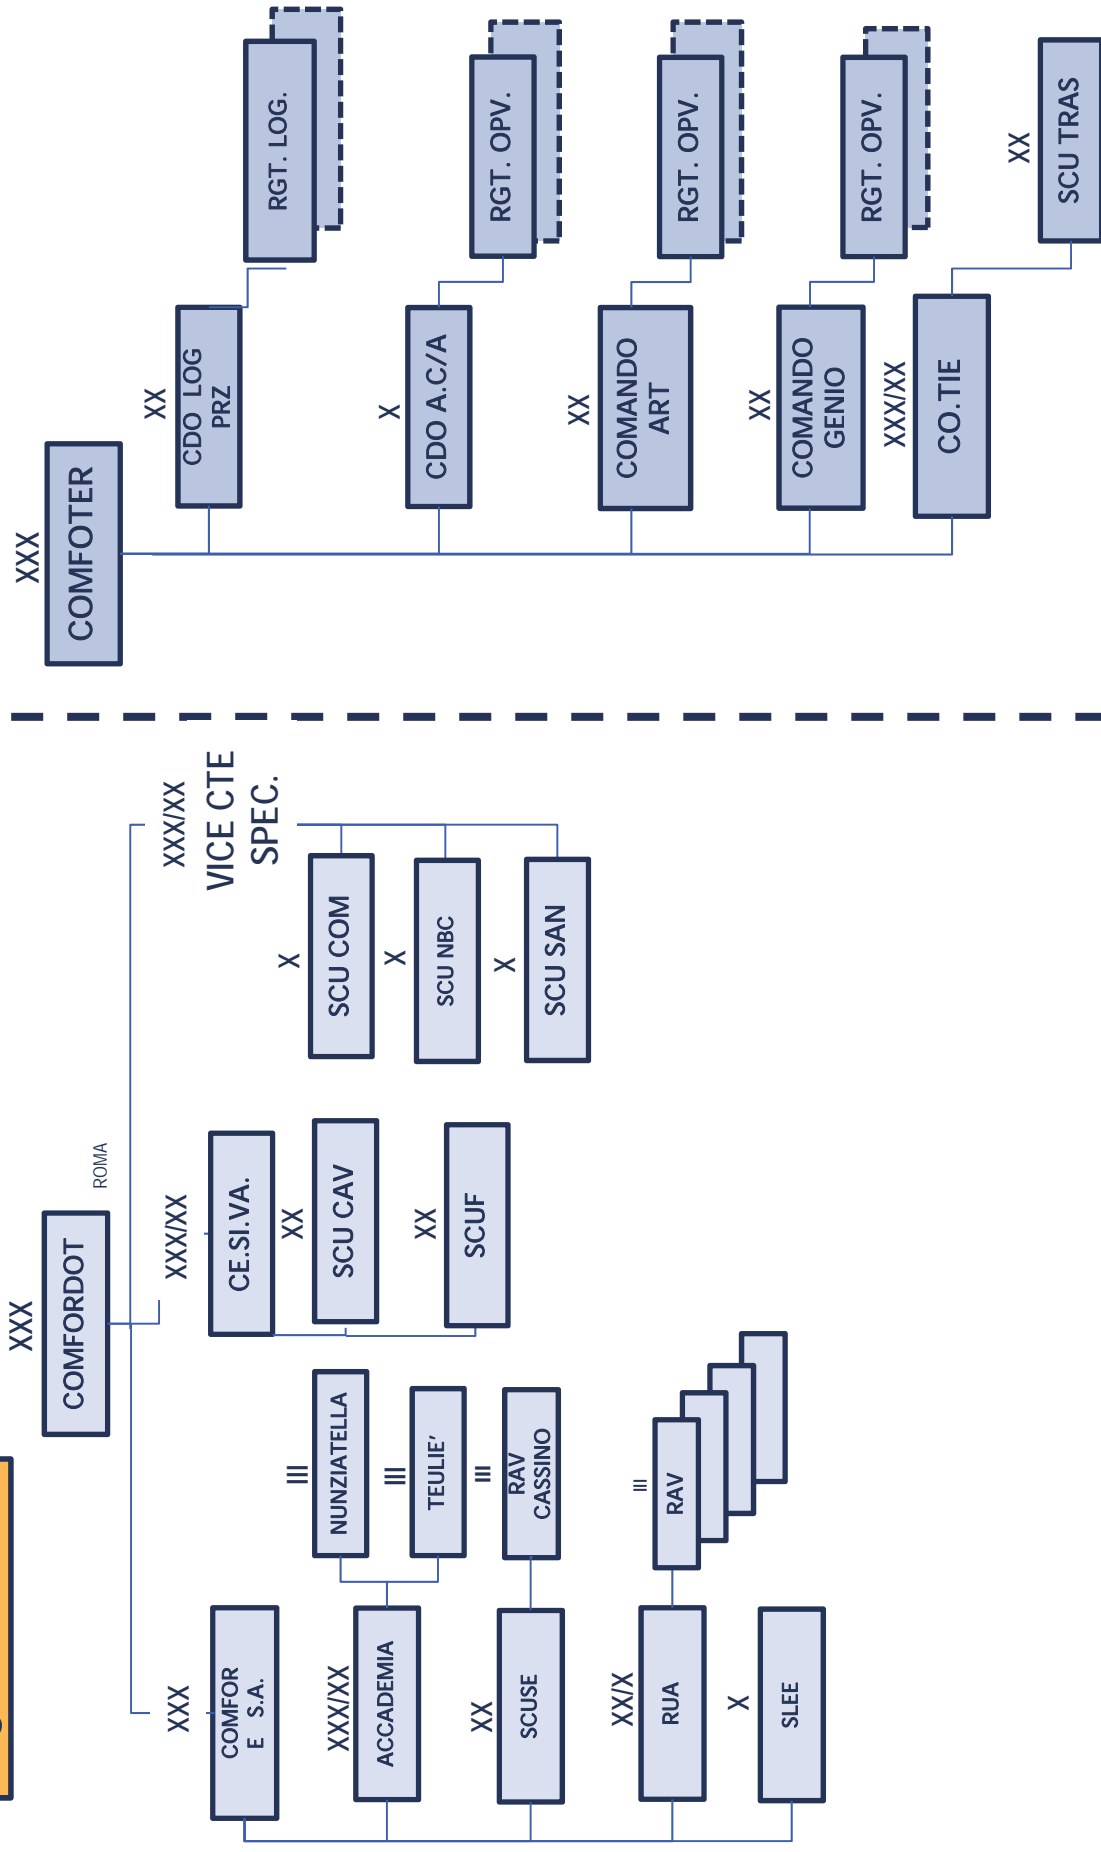 XXX
COMFORDOT
ROMA
XXX
COMFOR
E S.A.
XXX/XX
ACCADEMIA
III
NUNZIATELLA
III
TEULIE’
XX
SCUSE
III
RAV
CASSINO
XX/X
RUA
III
RAV
X
SLEE
XXX/XX
CE.SI.VA.
XX
SCU CAV
XX
SCUF
XXX/XX
VICE CTE
SPEC.
X
SCU COM
X
SCU NBC
X
SCU SAN
XXX
COMFOTER
XX
CDO LOG
PRZ
RGT. LOG.
X
CDO A.C/A
RGT. OPV.
XX
COMANDO
ART
RGT. OPV.
XX
COMANDO
GENIO
RGT. OPV.
XXX/XX
CO.TIE
XX
SCU TRAS